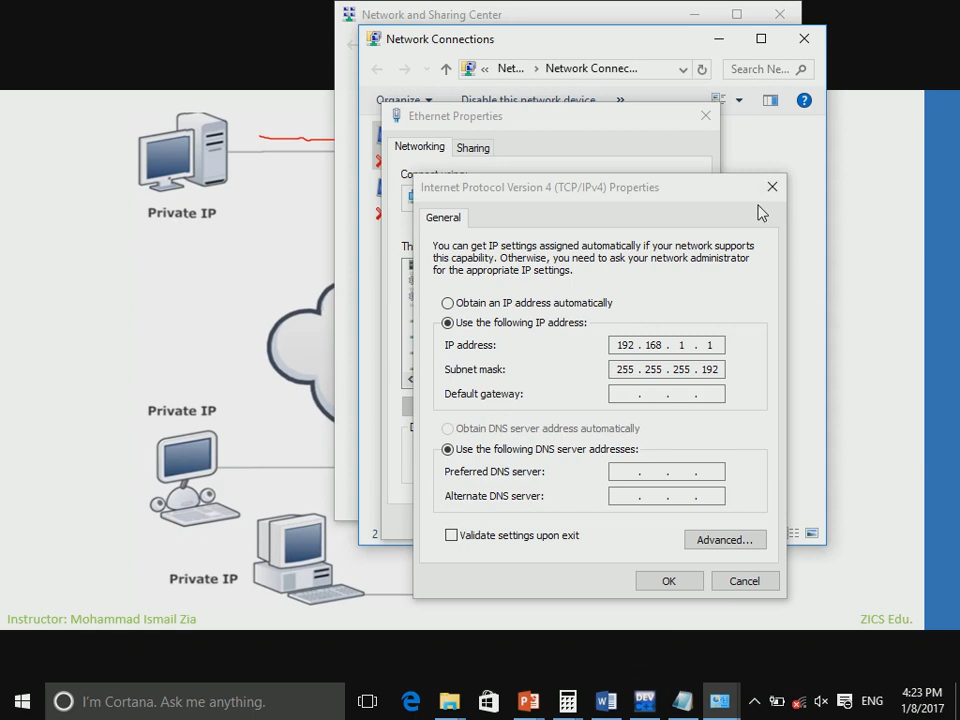 Network and Sharing Center
Network Connections
Net...
Network Connec...
Search Ne...
Organize
Disable this network device
Ethernet Properties
Networking
Sharing
Internet Protocol Version 4 (TCP/IPv4) Properties
General
You can get IP settings assigned automatically if your network supports
this capability. Otherwise, you need to ask your network administrator
for the appropriate IP settings.
Obtain an IP address automatically
Use the following IP address:
IP address: 192 . 168 . 1 . 1
Subnet mask: 255 . 255 . 255 . 192
Default gateway: . . .
Obtain DNS server address automatically
Use the following DNS server addresses:
Preferred DNS server: . . .
Alternate DNS server: . . .
Validate settings upon exit
Advanced...
OK
Cancel
Private IP
Private IP
Private IP
Instructor: Mohammad Ismail Zia
ZICS Edu.
I'm Cortana. Ask me anything.
ENG
4:23 PM
1/8/2017